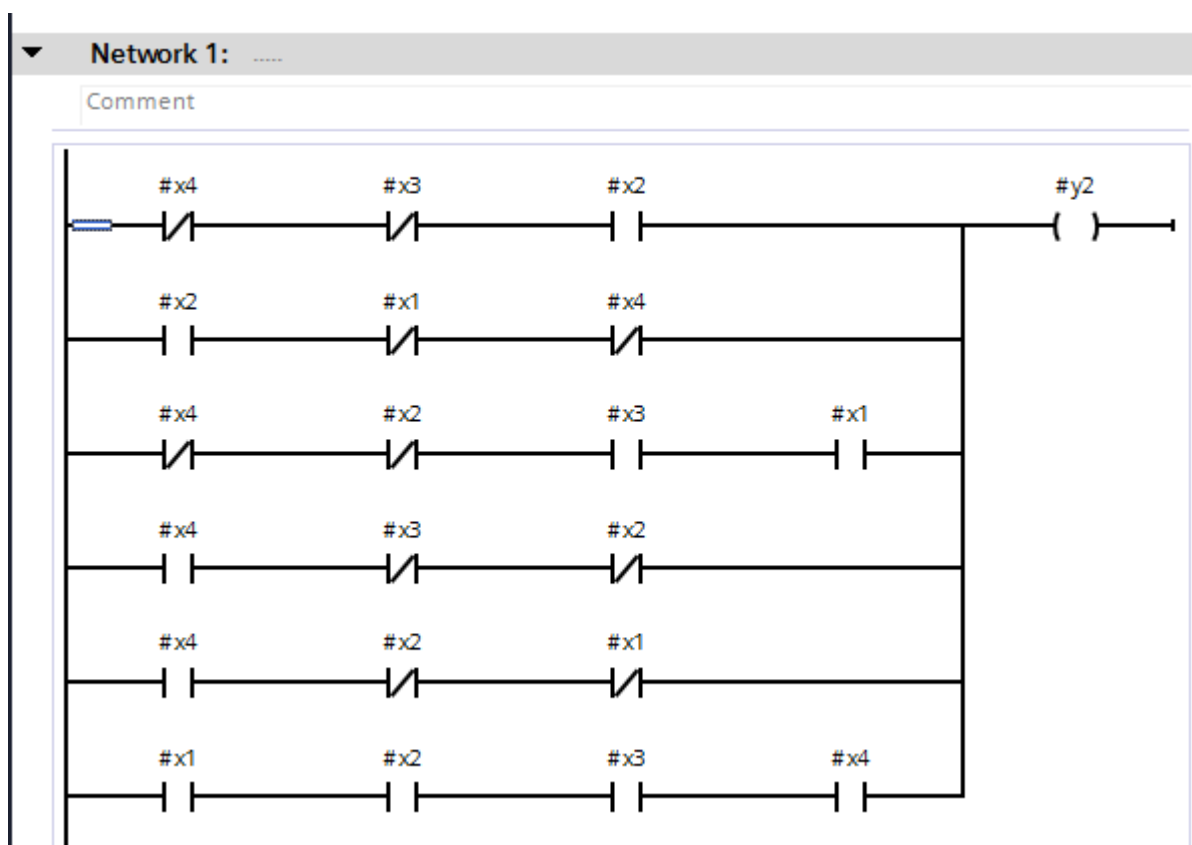 Network 1: .....
Comment
#x4 #x3 #x2 #y2
#x2 #x1 #x4
#x4 #x2 #x3 #x1
#x4 #x3 #x2
#x4 #x2 #x1
#x1 #x2 #x3 #x4